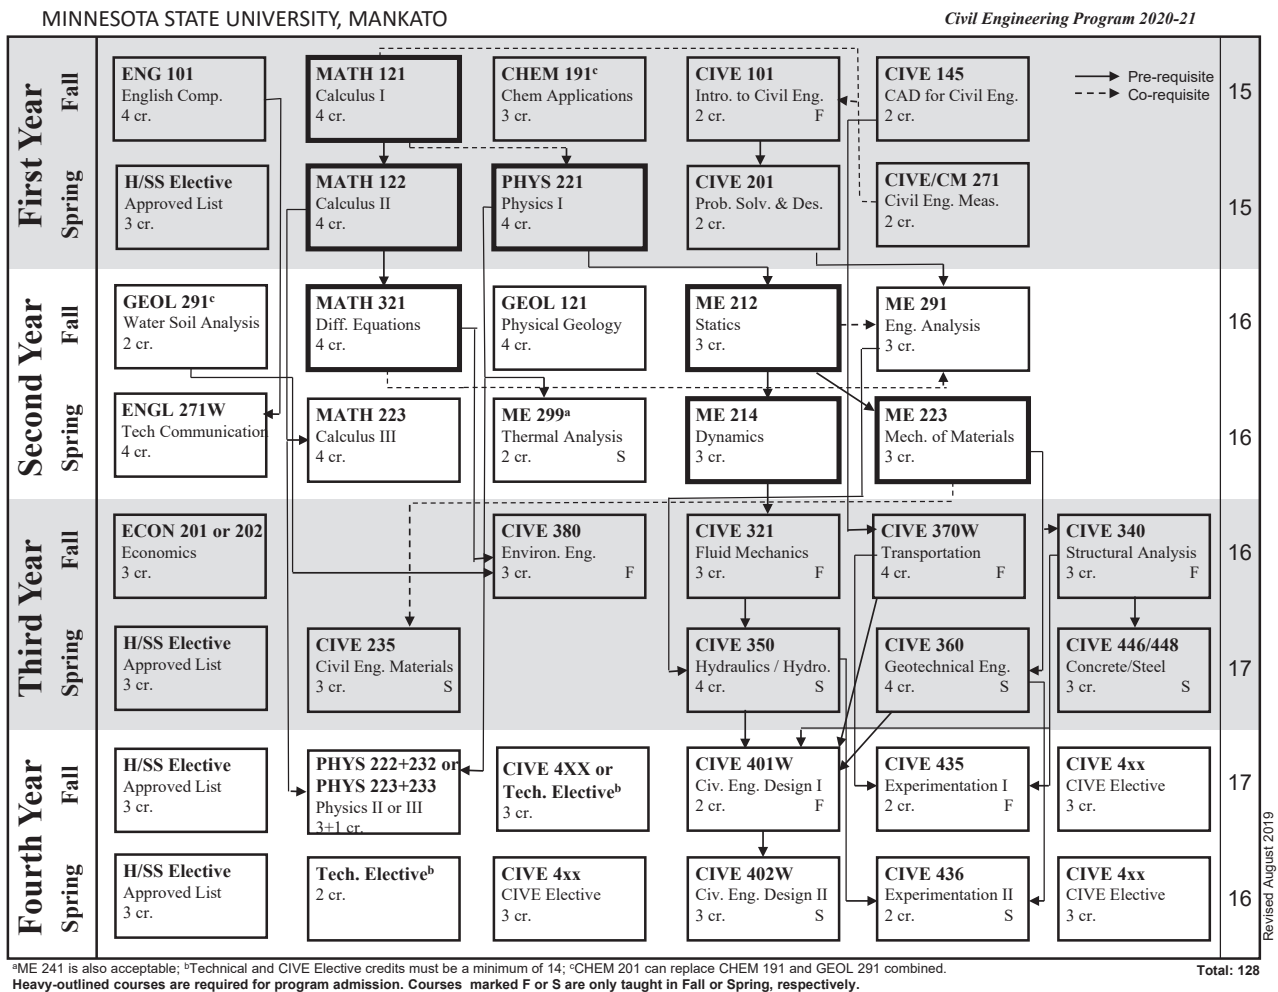 MINNESOTA STATE UNIVERSITY, MANKATO
Civil Engineering Program 2020-21
First Year
Fall
ENG 101
English Comp.
4 cr.
MATH 121
Calculus I
4 cr.
CHEM 191ᶜ
Chem Applications
3 cr.
CIVE 101
Intro. to Civil Eng.
2 cr. F
CIVE 145
CAD for Civil Eng.
2 cr.
Pre-requisite
Co-requisite
15
Spring
H/SS Elective
Approved List
3 cr.
MATH 122
Calculus II
4 cr.
PHYS 221
Physics I
4 cr.
CIVE 201
Prob. Solv. & Des.
2 cr.
CIVE/CM 271
Civil Eng. Meas.
2 cr.
15
Second Year
Fall
GEOL 291ᶜ
Water Soil Analysis
2 cr.
MATH 321
Diff. Equations
4 cr.
GEOL 121
Physical Geology
4 cr.
ME 212
Statics
3 cr.
ME 291
Eng. Analysis
3 cr.
16
Spring
ENGL 271W
Tech Communication
4 cr.
MATH 223
Calculus III
4 cr.
ME 299ᵃ
Thermal Analysis
2 cr. S
ME 214
Dynamics
3 cr.
ME 223
Mech. of Materials
3 cr.
16
Third Year
Fall
ECON 201 or 202
Economics
3 cr.
CIVE 380
Environ. Eng.
3 cr. F
CIVE 321
Fluid Mechanics
3 cr. F
CIVE 370W
Transportation
4 cr. F
CIVE 340
Structural Analysis
3 cr. F
16
Spring
H/SS Elective
Approved List
3 cr.
CIVE 235
Civil Eng. Materials
3 cr. S
CIVE 350
Hydraulics / Hydro.
4 cr. S
CIVE 360
Geotechnical Eng.
4 cr. S
CIVE 446/448
Concrete/Steel
3 cr. S
17
Fourth Year
Fall
H/SS Elective
Approved List
3 cr.
PHYS 222+232 or
PHYS 223+233
Physics II or III
3+1 cr.
CIVE 4XX or
Tech. Electiveᵇ
3 cr.
CIVE 401W
Civ. Eng. Design I
2 cr. F
CIVE 435
Experimentation I
2 cr. F
CIVE 4xx
CIVE Elective
3 cr.
17
Spring
H/SS Elective
Approved List
3 cr.
Tech. Electiveᵇ
2 cr.
CIVE 4xx
CIVE Elective
3 cr.
CIVE 402W
Civ. Eng. Design II
3 cr. S
CIVE 436
Experimentation II
2 cr. S
CIVE 4xx
CIVE Elective
3 cr.
16
Revised August 2019
ᵃME 241 is also acceptable; ᵇTechnical and CIVE Elective credits must be a minimum of 14; ᶜCHEM 201 can replace CHEM 191 and GEOL 291 combined.
Total: 128
Heavy-outlined courses are required for program admission. Courses marked F or S are only taught in Fall or Spring, respectively.